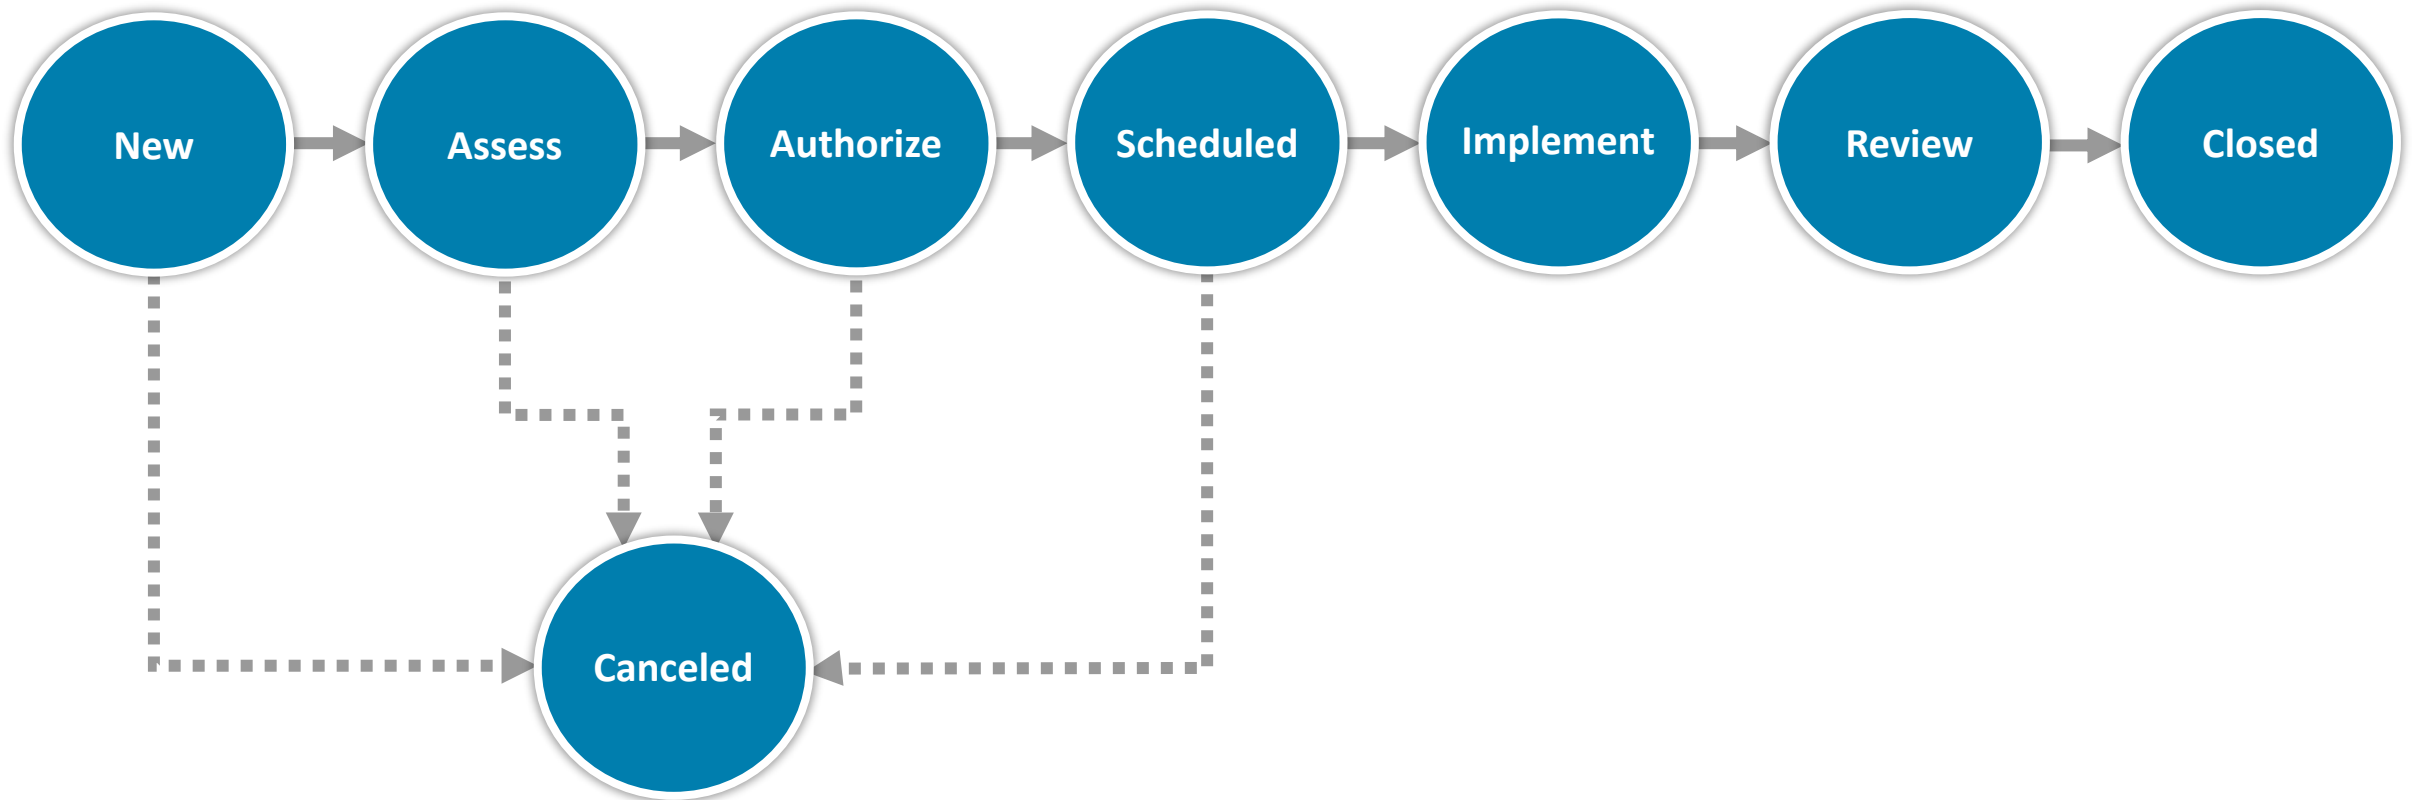 New
Assess
Authorize
Scheduled
Implement
Review
Closed
Canceled